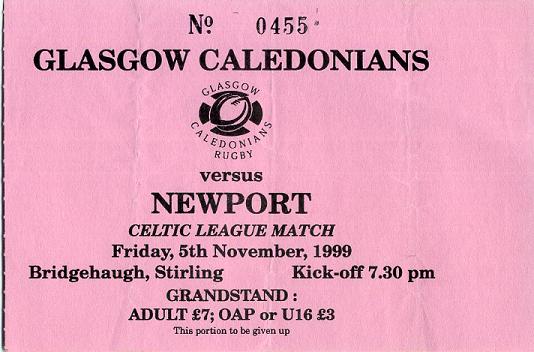 Nº 0455
GLASGOW CALEDONIANS
GLASGOW
CALEDONIANS
RUGBY
versus
NEWPORT
CELTIC LEAGUE MATCH
Friday, 5th November, 1999
Bridgehaugh, Stirling Kick-off 7.30 pm
GRANDSTAND :
ADULT £7; OAP or U16 £3
This portion to be given up